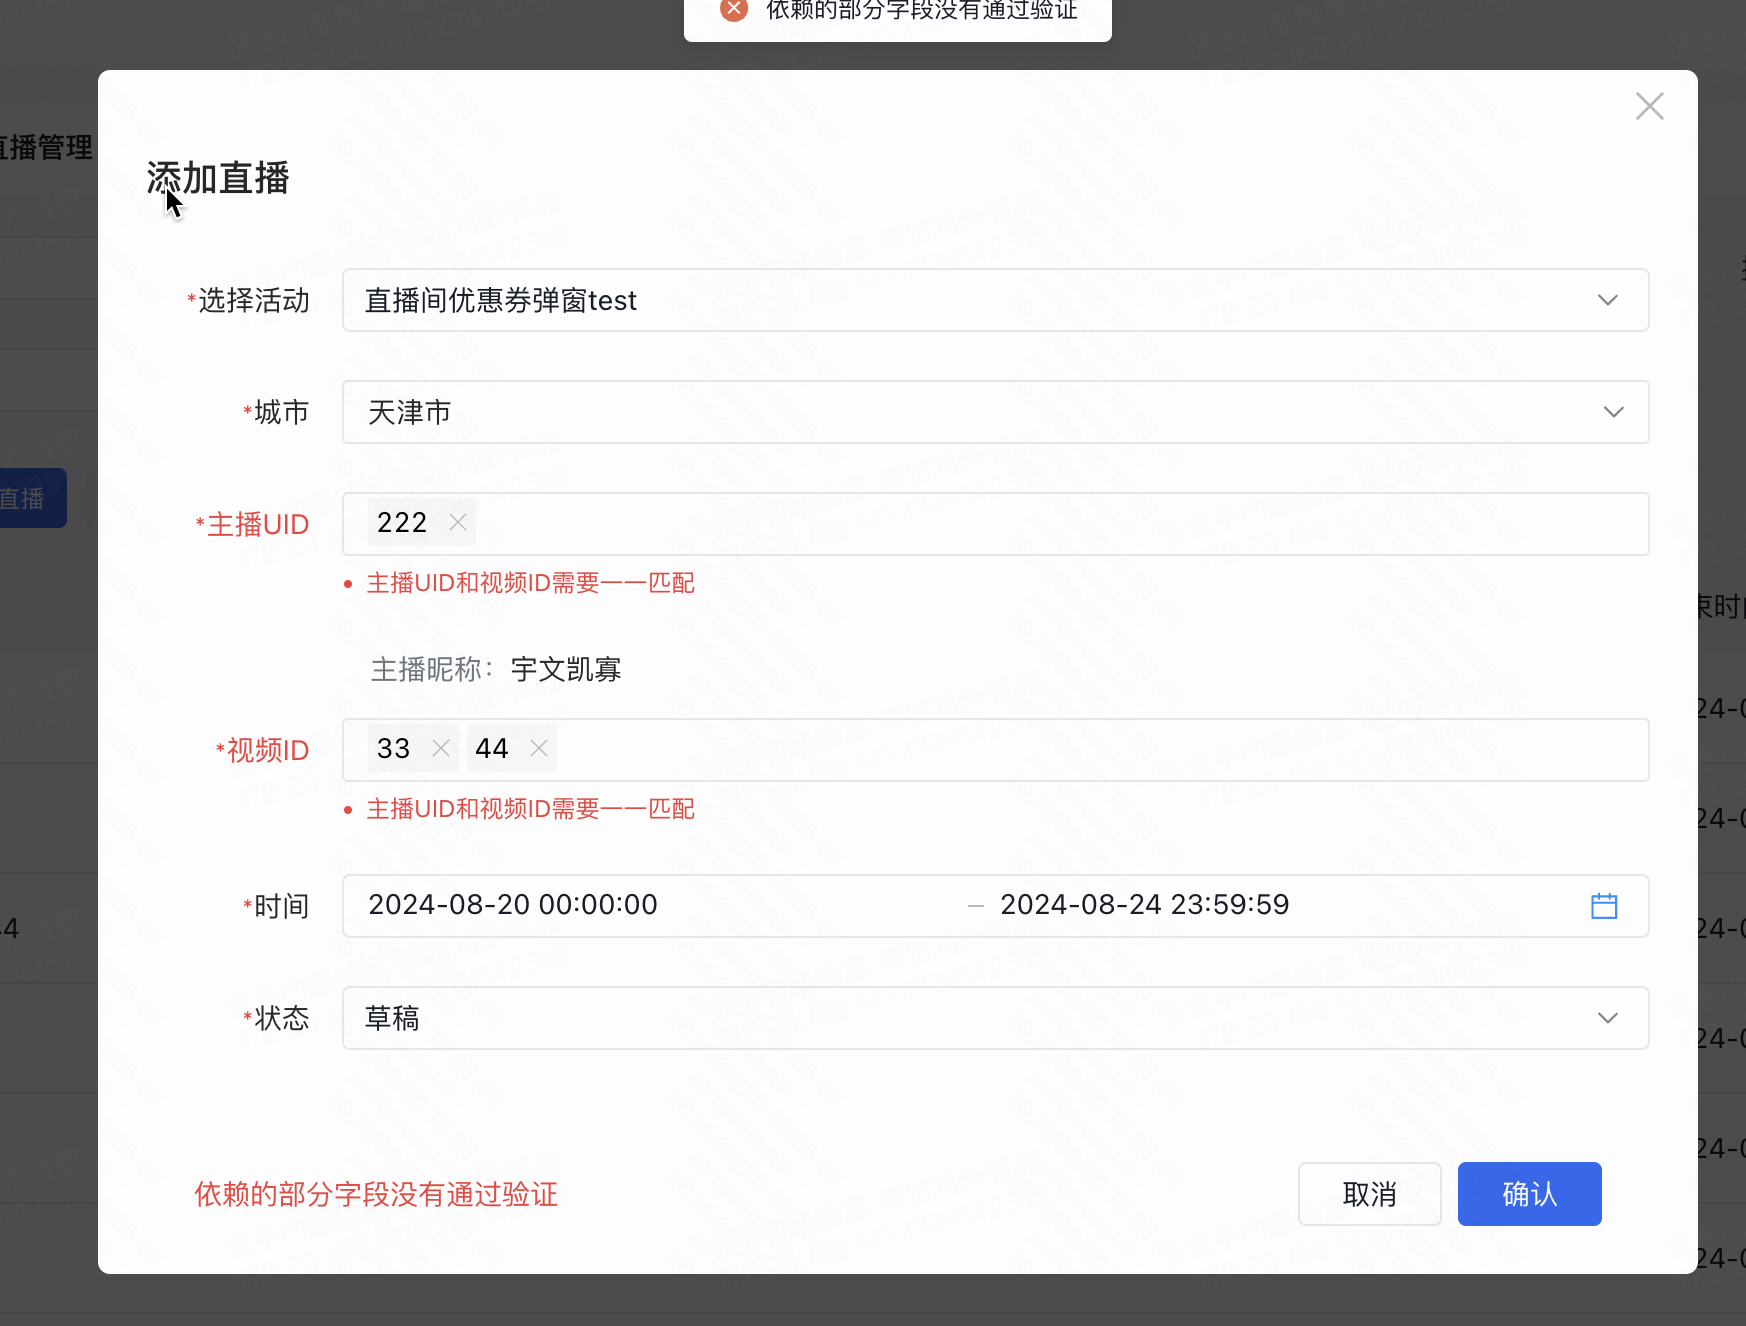 依赖的部分字段没有通过验证
直播管理
添加直播
*选择活动 直播间优惠券弹窗test
*城市 天津市
直播
*主播UID 222
主播UID和视频ID需要一一匹配
束时间
主播昵称: 宇文凯寡
24-0
*视频ID 33 44
主播UID和视频ID需要一一匹配
24-0
*时间 2024-08-20 00:00:00 – 2024-08-24 23:59:59
4
24-0
*状态 草稿
24-0
24-0
依赖的部分字段没有通过验证
取消 确认
24-0